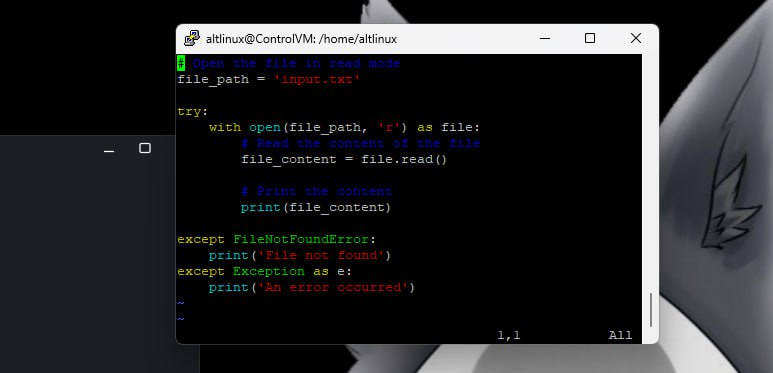 altlinux@ControlVM: /home/altlinux
# Open the file in read mode
file_path = 'input.txt'
try:
    with open(file_path, 'r') as file:
        # Read the content of the file
        file_content = file.read()
        # Print the content
        print(file_content)
except FileNotFoundError:
    print('File not found')
except Exception as e:
    print('An error occurred')
~
~
1,1 All